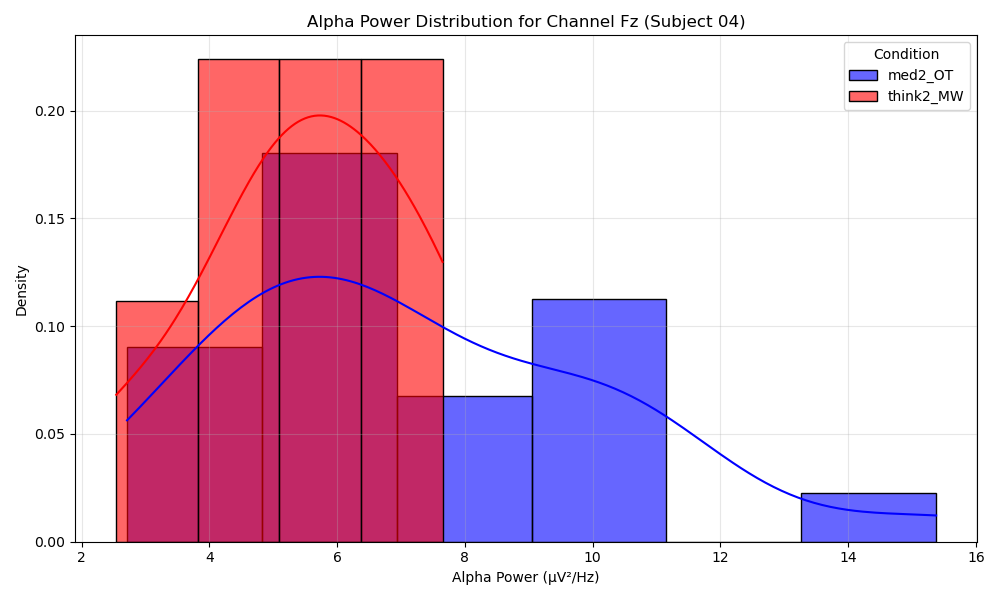 Alpha Power Distribution for Channel Fz (Subject 04)
Condition
med2_OT
think2_MW
Density
0.20
0.15
0.10
0.05
0.00
2 4 6 8 10 12 14 16
Alpha Power (µV²/Hz)